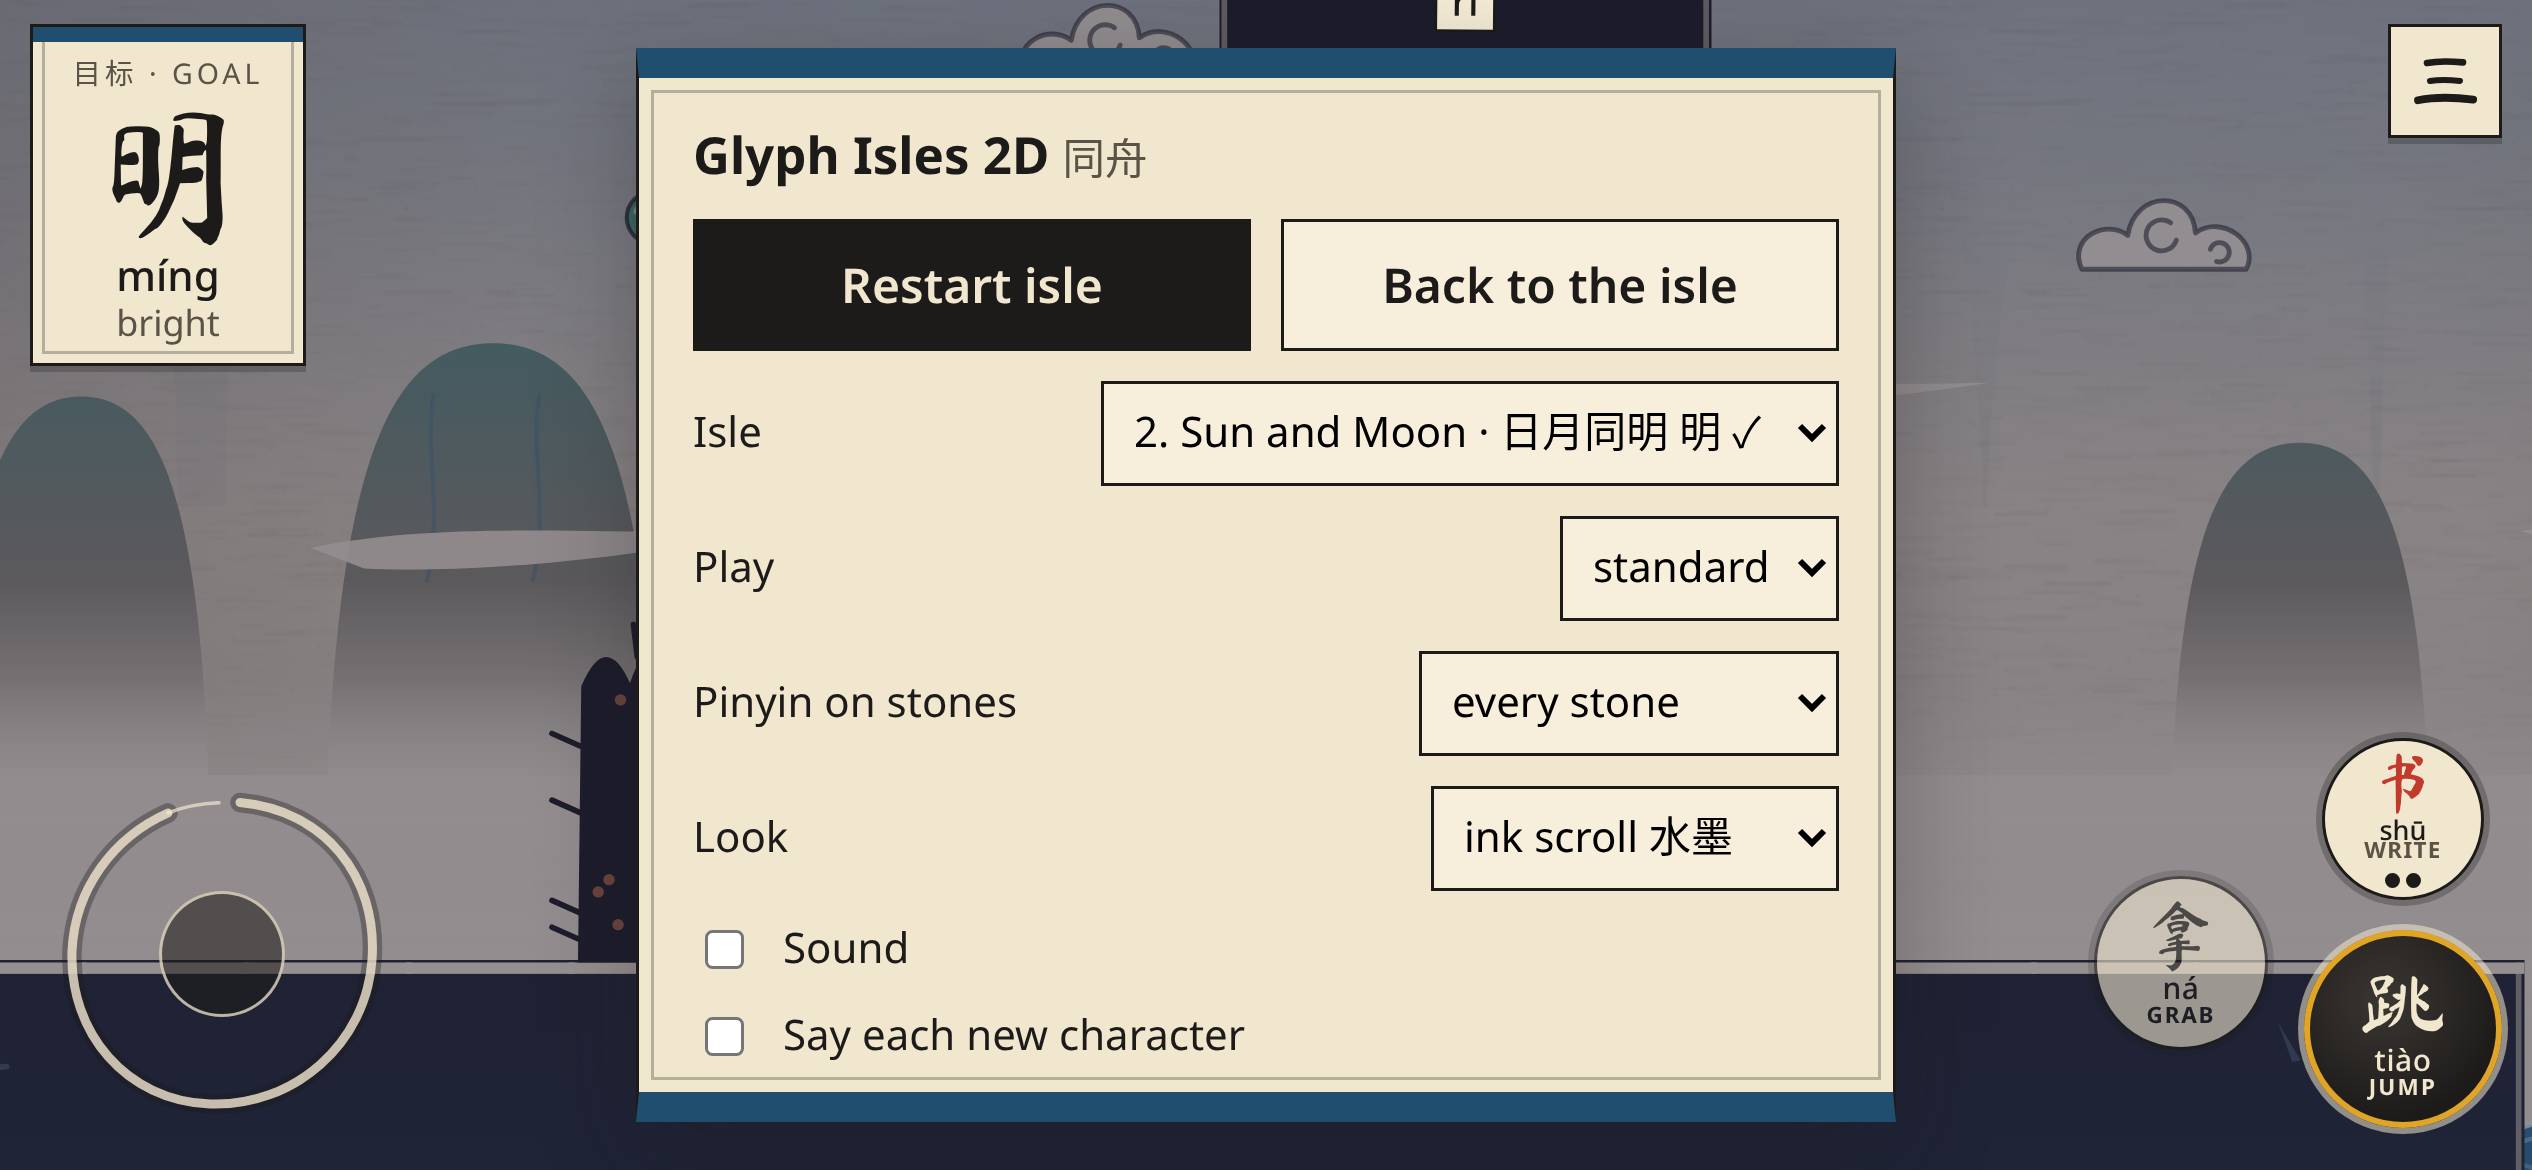 目标 · GOAL
明
míng
bright
三
Glyph Isles 2D 同舟
Restart isle
Back to the isle
Isle
2. Sun and Moon · 日月同明 明 ✓
Play
standard
Pinyin on stones
every stone
Look
ink scroll 水墨
Sound
Say each new character
书
shū
WRITE
拿
ná
GRAB
跳
tiào
JUMP